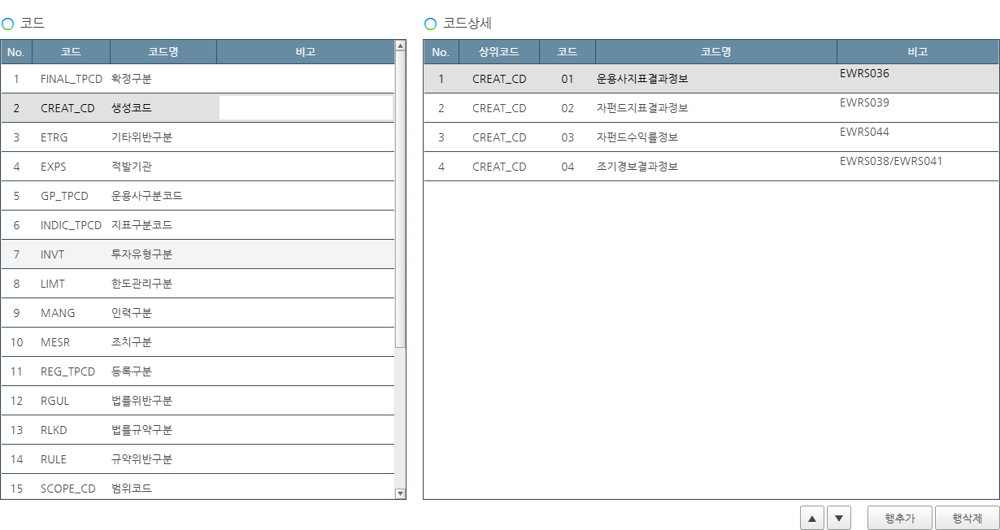 코드
No. 코드 코드명 비고
1 FINAL_TPCD 확정구분
2 CREAT_CD 생성코드
3 ETRG 기타위반구분
4 EXPS 적발기관
5 GP_TPCD 운용사구분코드
6 INDIC_TPCD 지표구분코드
7 INVT 투자유형구분
8 LIMT 한도관리구분
9 MANG 인력구분
10 MESR 조치구분
11 REG_TPCD 등록구분
12 RGUL 법률위반구분
13 RLKD 법률규약구분
14 RULE 규약위반구분
15 SCOPE_CD 범위코드
코드상세
No. 상위코드 코드 코드명 비고
1 CREAT_CD 01 운용사지표결과정보 EWRS036
2 CREAT_CD 02 자펀드지표결과정보 EWRS039
3 CREAT_CD 03 자펀드수익률정보 EWRS044
4 CREAT_CD 04 조기경보결과정보 EWRS038/EWRS041
행추가 행삭제